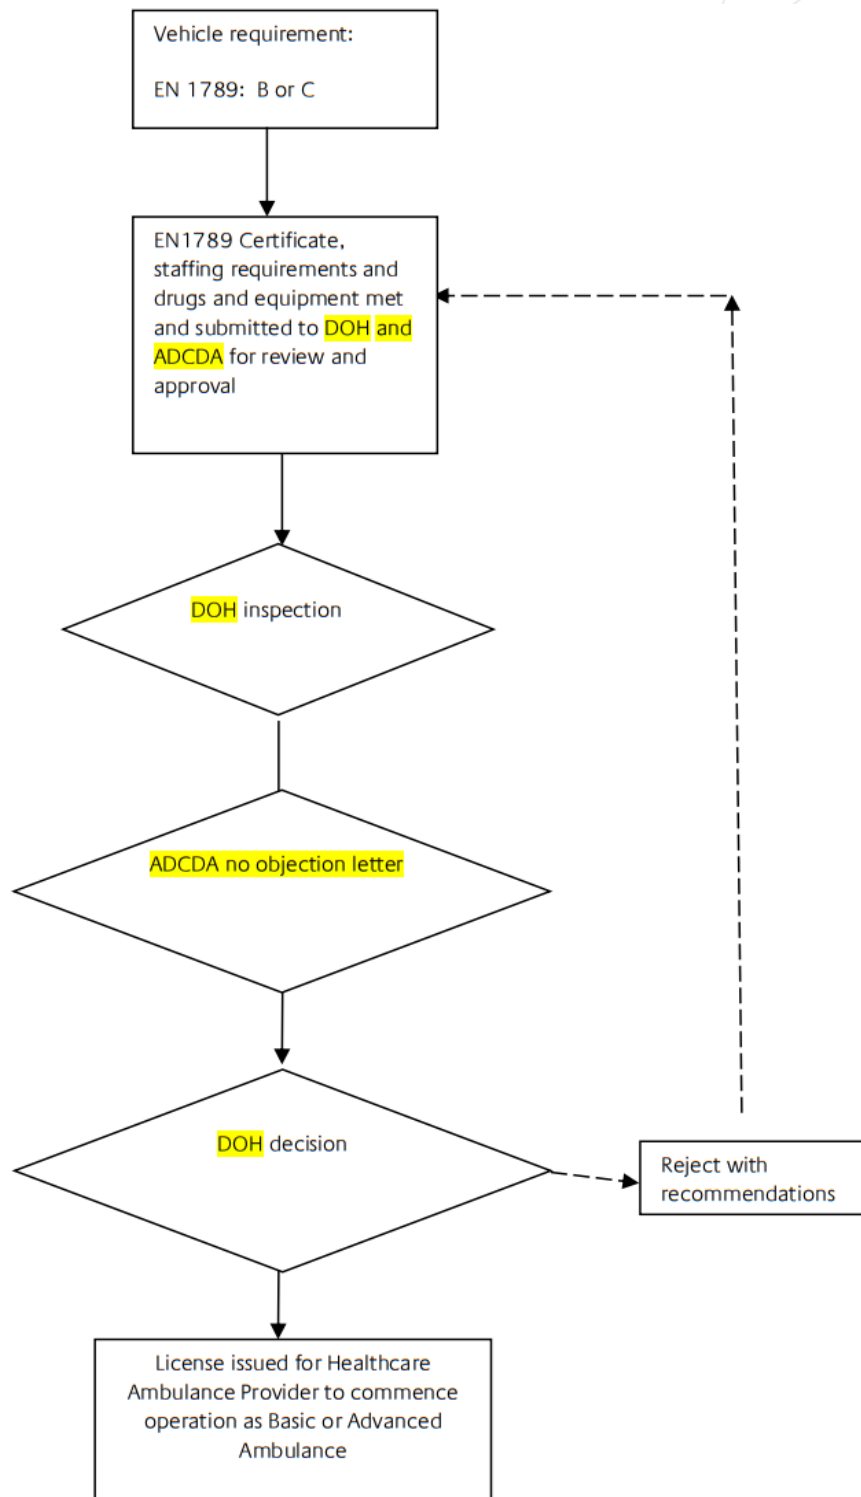 Vehicle requirement:
EN 1789:  B or C
EN1789 Certificate,
staffing requirements and
drugs and equipment met
and submitted to DOH and
ADCDA for review and
approval
DOH inspection
ADCDA no objection letter
DOH decision
Reject with
recommendations
License issued for Healthcare
Ambulance Provider to commence
operation as Basic or Advanced
Ambulance